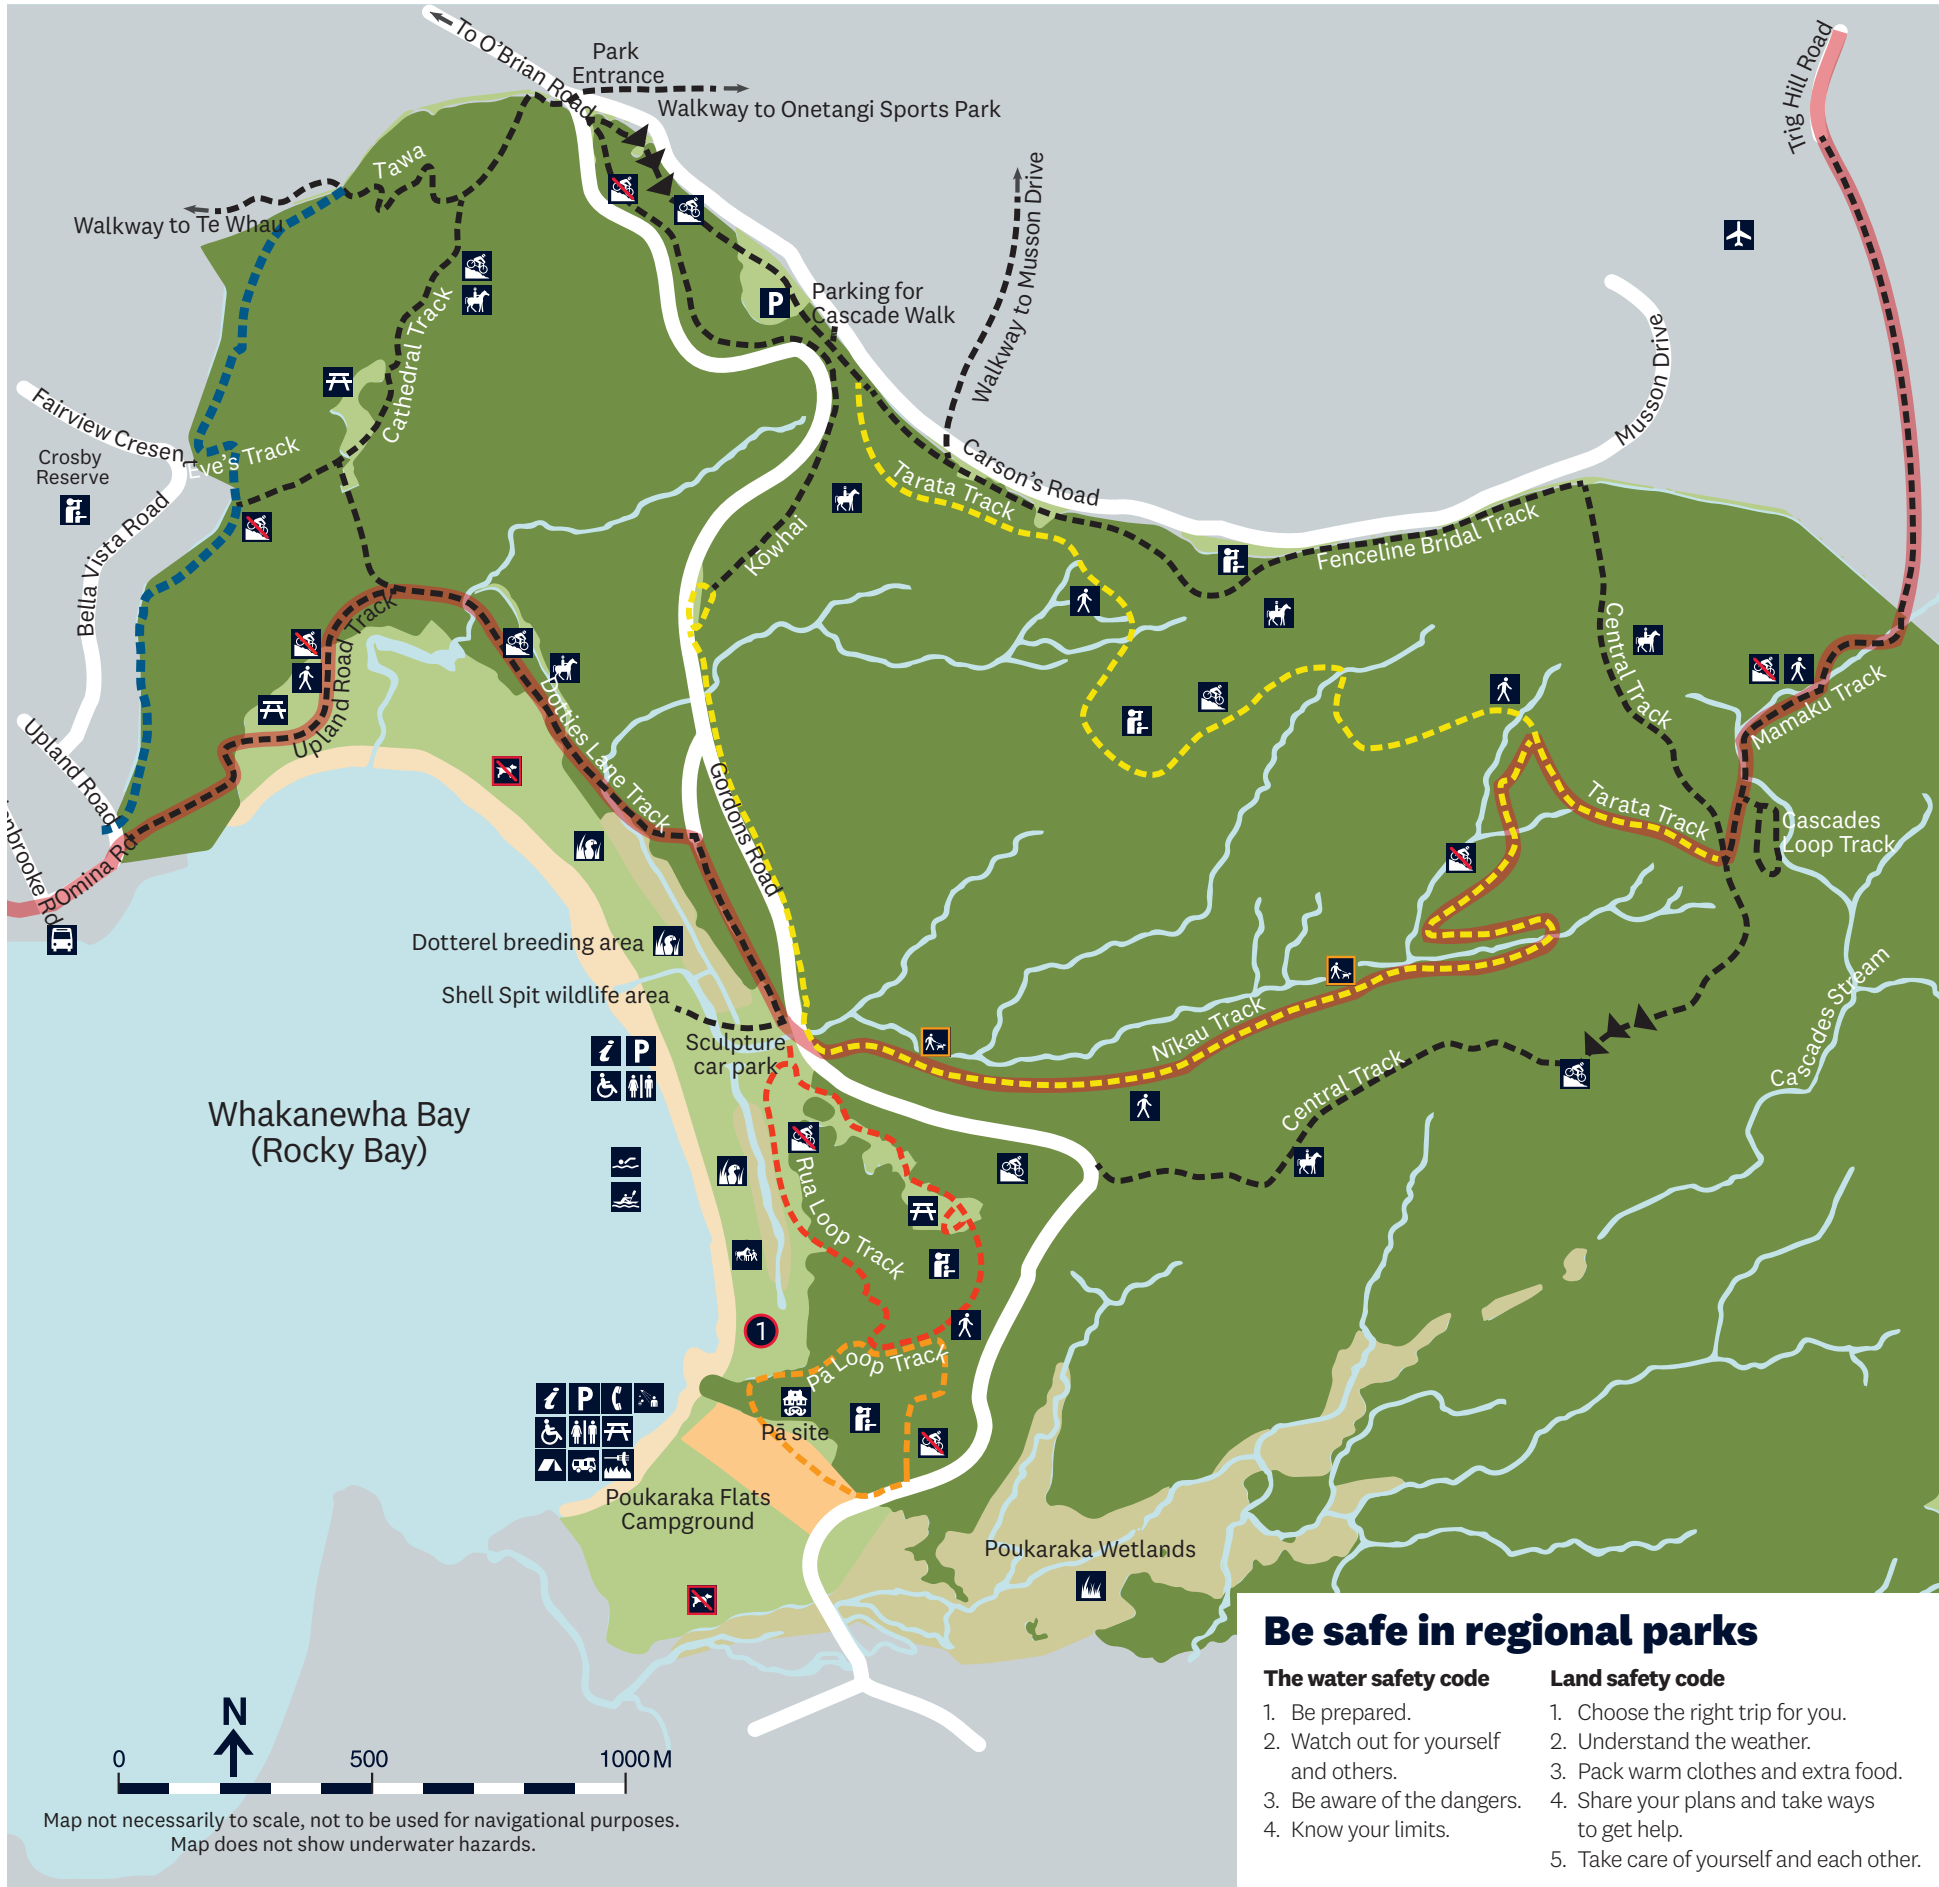 To O'Brian Road
Park
Entrance
Walkway to Onetangi Sports Park
Trig Hill Road
Tawa
Walkway to Te Whau
Walkway to Musson Drive
P
Parking for
Cascade Walk
Cathedral Track
Musson Drive
Fairview Cresent
Crosby
Reserve
Eve's Track
Bella Vista Road
Carson's Road
Tarata Track
Fenceline Bridal Track
Kōwhai
Central Track
Upland Road Track
Upland Road
Dotties Lane Track
Gordons Road
Mamaku Track
Tarata Track
Cascades
Loop Track
Omina Rd
nbrooke Rd
Dotterel breeding area
Shell Spit wildlife area
Sculpture
car park
i P
Nīkau Track
Central Track
Cascades Stream
Whakanewha Bay
(Rocky Bay)
Rua Loop Track
1
Pā Loop Track
Pā site
i P
Poukaraka Flats
Campground
Poukaraka Wetlands
N
0 500 1000 M
Map not necessarily to scale, not to be used for navigational purposes.
Map does not show underwater hazards.
Be safe in regional parks
The water safety code
1. Be prepared.
2. Watch out for yourself
and others.
3. Be aware of the dangers.
4. Know your limits.
Land safety code
1. Choose the right trip for you.
2. Understand the weather.
3. Pack warm clothes and extra food.
4. Share your plans and take ways
to get help.
5. Take care of yourself and each other.